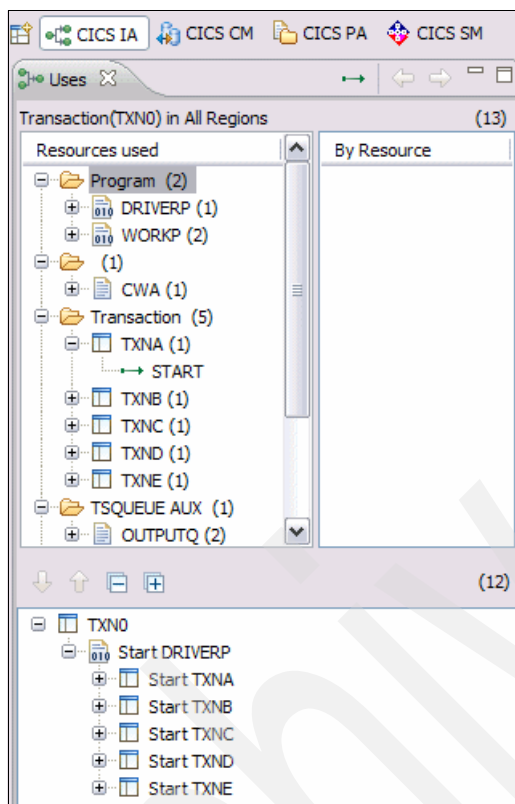 CICS IA CICS CM CICS PA CICS SM
Uses
Transaction(TXN0) in All Regions (13)
Resources used By Resource
Program (2)
DRIVERP (1)
WORKP (2)
(1)
CWA (1)
Transaction (5)
TXNA (1)
START
TXNB (1)
TXNC (1)
TXND (1)
TXNE (1)
TSQUEUE AUX (1)
OUTPUTQ (2)
(12)
TXN0
Start DRIVERP
Start TXNA
Start TXNB
Start TXNC
Start TXND
Start TXNE